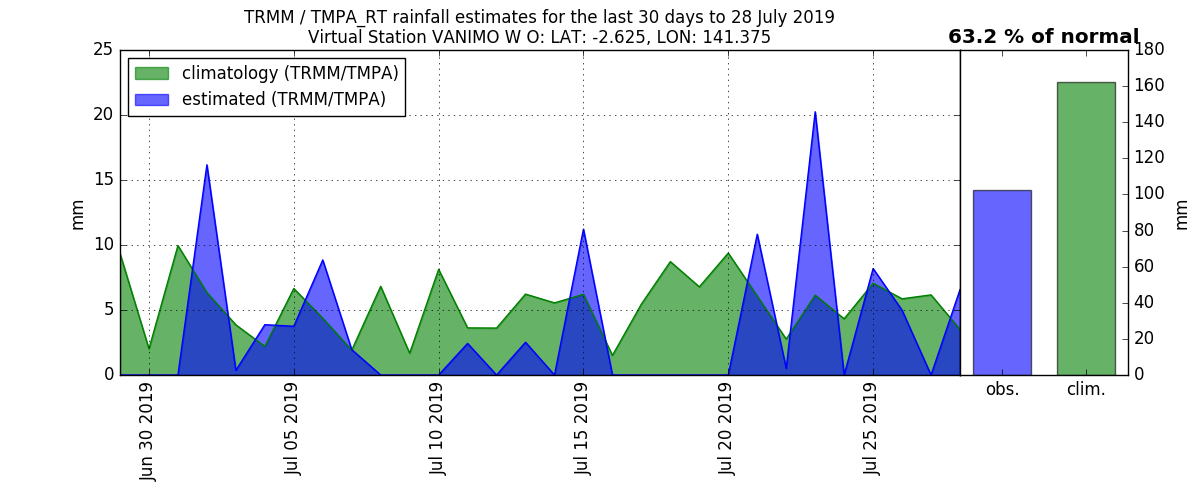 TRMM / TMPA_RT rainfall estimates for the last 30 days to 28 July 2019
Virtual Station VANIMO W O: LAT: -2.625, LON: 141.375
63.2 % of normal
climatology (TRMM/TMPA)
estimated (TRMM/TMPA)
25
20
15
10
5
0
mm
Jun 30 2019
Jul 05 2019
Jul 10 2019
Jul 15 2019
Jul 20 2019
Jul 25 2019
180
160
140
120
100
80
60
40
20
0
mm
obs.
clim.